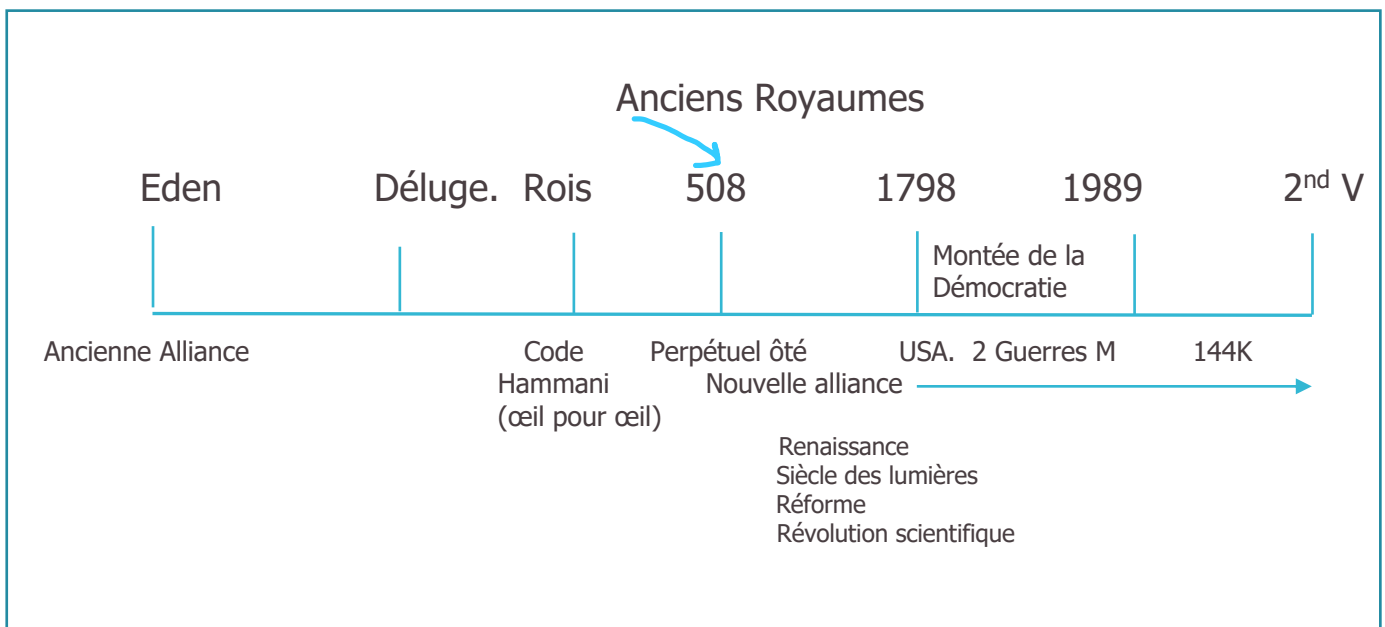 Anciens Royaumes
Eden Déluge. Rois 508 1798 1989 2nd V
Montée de la
Démocratie
Ancienne Alliance Code Perpétuel ôté USA. 2 Guerres M 144K
Hammani Nouvelle alliance
(œil pour œil)
Renaissance
Siècle des lumières
Réforme
Révolution scientifique